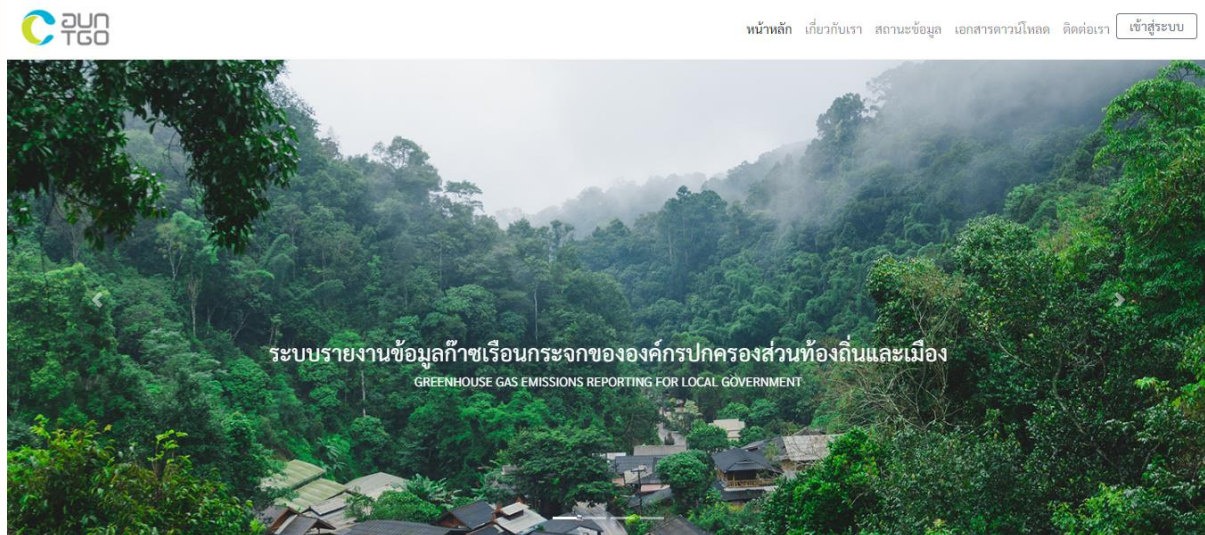 อบก
TGO
หน้าหลัก เกี่ยวกับเรา สถานะข้อมูล เอกสารดาวน์โหลด ติดต่อเรา เข้าสู่ระบบ
ระบบรายงานข้อมูลก๊าซเรือนกระจกขององค์กรปกครองส่วนท้องถิ่นและเมือง
GREENHOUSE GAS EMISSIONS REPORTING FOR LOCAL GOVERNMENT